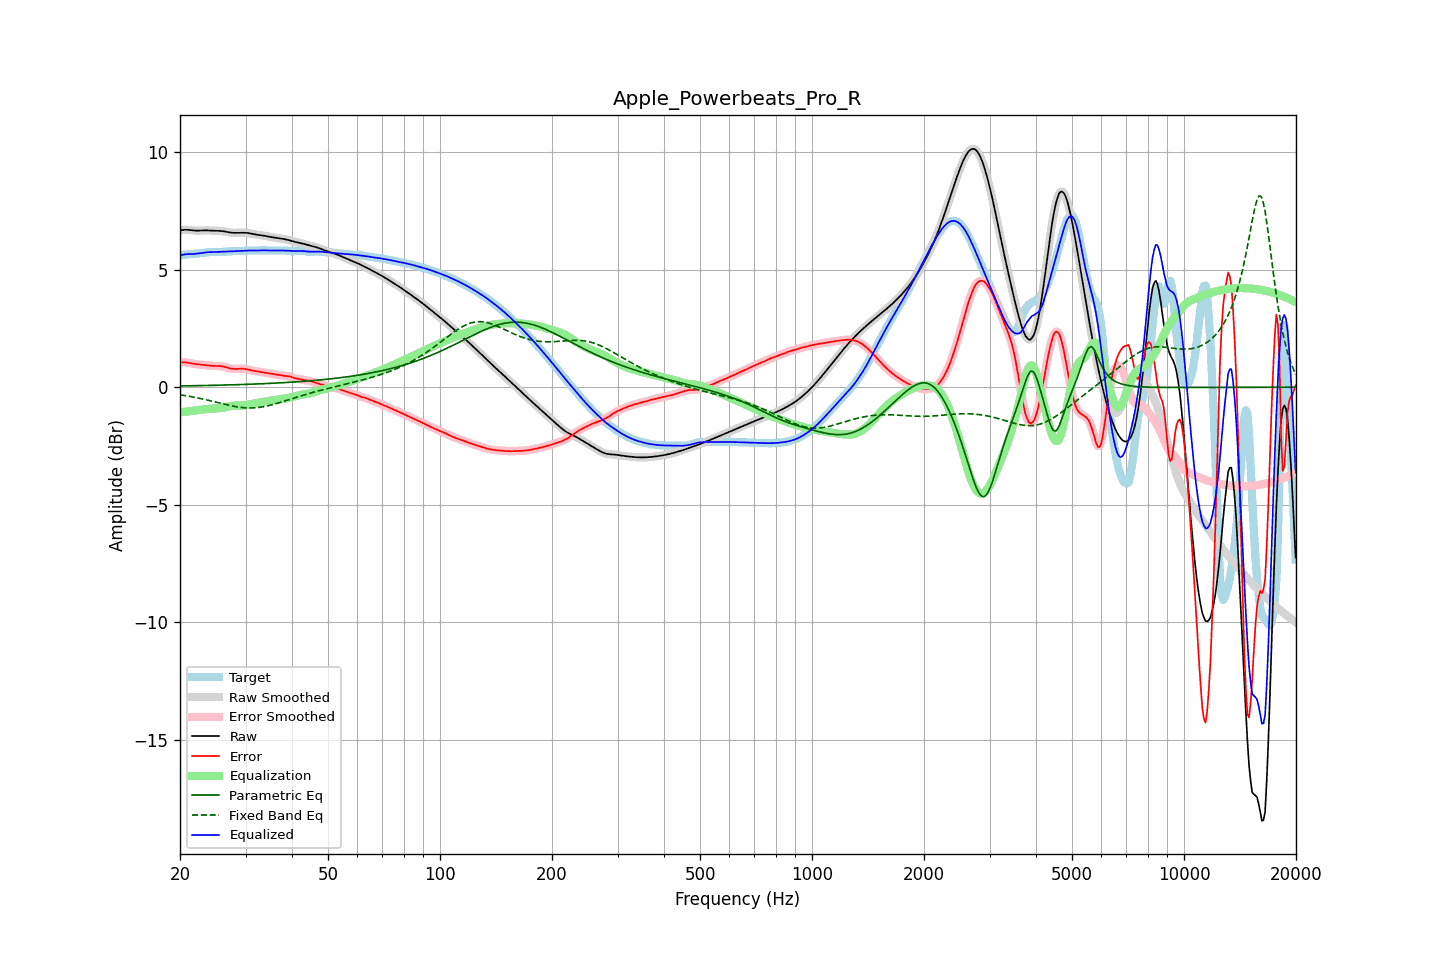 Apple_Powerbeats_Pro_R
10
5
0
−5
−10
−15
Amplitude (dBr)
Target
Raw Smoothed
Error Smoothed
Raw
Error
Equalization
Parametric Eq
Fixed Band Eq
Equalized
20 50 100 200 500 1000 2000 5000 10000 20000
Frequency (Hz)